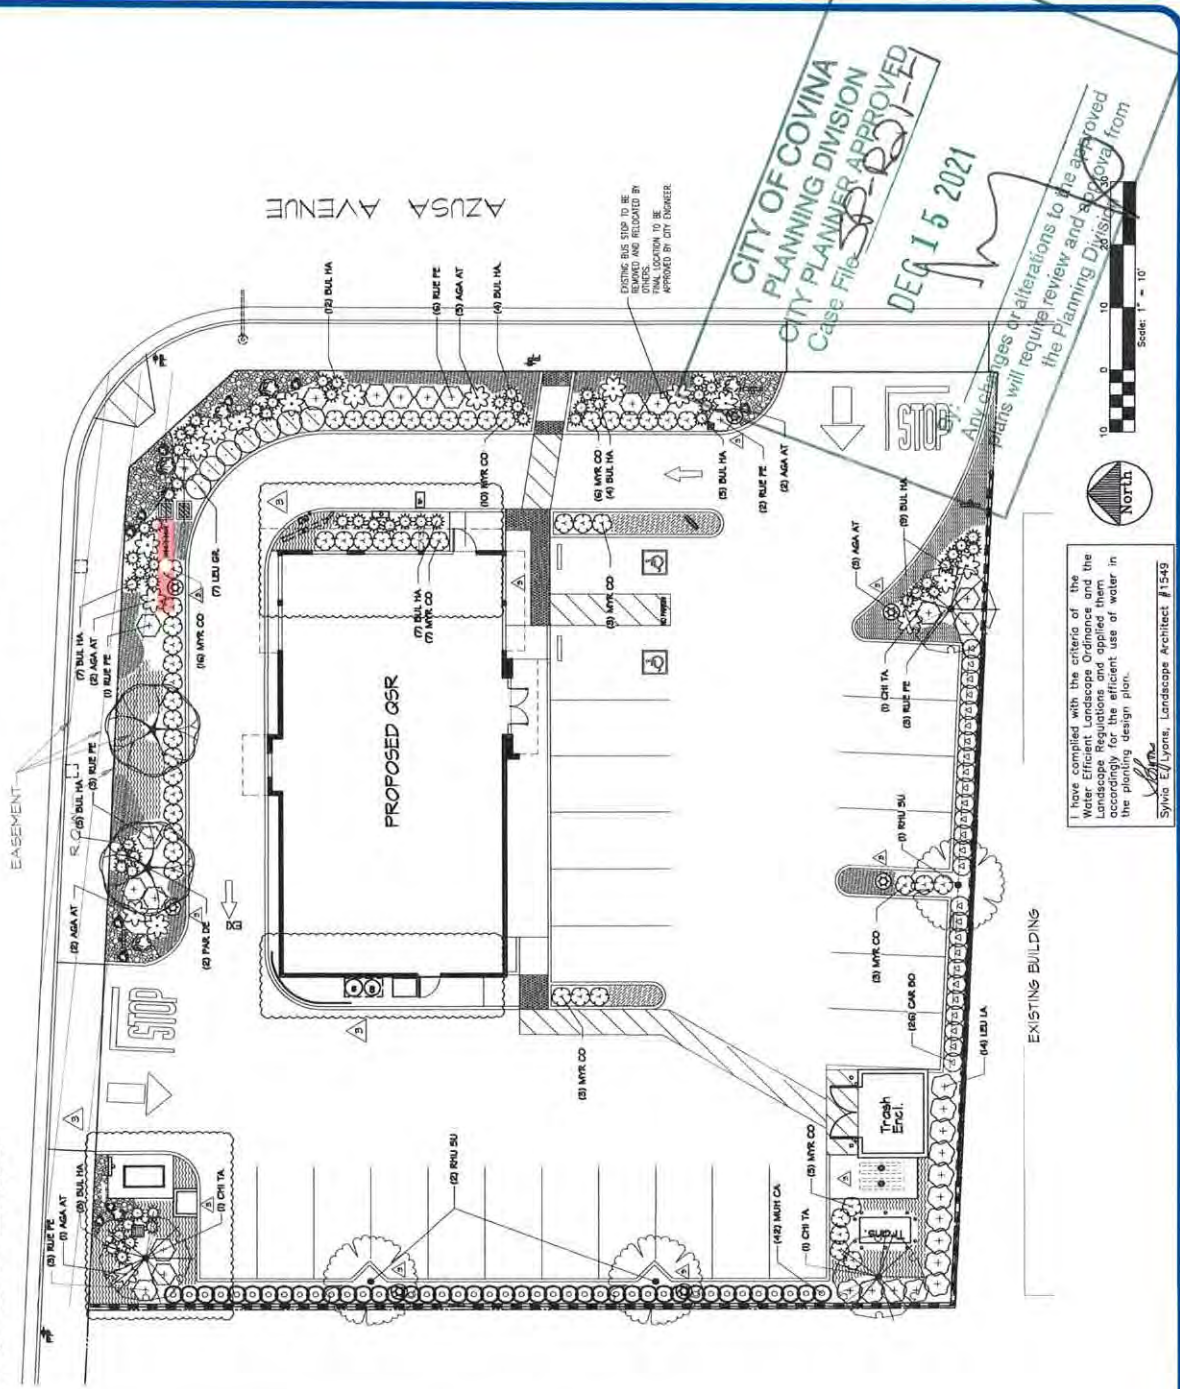 CITY OF COVINA
PLANNING DIVISION
CITY PLANNER APPROVED
Case File
DEC 15 2021
By:
Any changes or alterations to the approved
plans will require review and approval from
the Planning Division
AZUSA AVENUE
EXISTING BUS STOP TO BE
REMOVED AND RELOCATED BY
OTHERS.
FINAL LOCATION TO BE
APPROVED BY CITY ENGINEER.
EASEMENT
(12) BUL HA
(6) RUE PE
(5) AGA AT
(4) BUL HA
PP
(7) LEU GR
(10) MYR CO
(6) MYR CO
(4) BUL HA
(5) BUL HA
(2) RUE PE
(2) AGA AT
STOP
(7) BUL HA
(2) AGA AT
(1) RUE PE
(16) MYR CO
(7) BUL HA
(7) MYR CO
(3) MYR CO
(3) AGA AT
(9) BUL HA
(1) CHI TA
(3) RUE PE
(5) BUL HA
(3) RUE PE
(2) AGA AT
(2) PAR DE
PROPOSED QSR
(1) RHU SU
(3) MYR CO
(26) CAR BO
(14) LEU LA
(3) MYR CO
STOP
EXISTING BUILDING
Trash
Encl.
Trans.
(3) RUE PE
(1) AGA AT
(1) CHI TA
(2) RHU SU
(42) MUH CA
(1) CHI TA
(5) MYR CO
PP
3
North
10 0 10 20 30
Scale: 1" = 10'
I have complied with the criteria of the
Water Efficient Landscape Ordinance and the
Landscape Regulations and applied them
accordingly for the efficient use of water in
the planting design plan.
Sylvia E. Lyons, Landscape Architect #1549